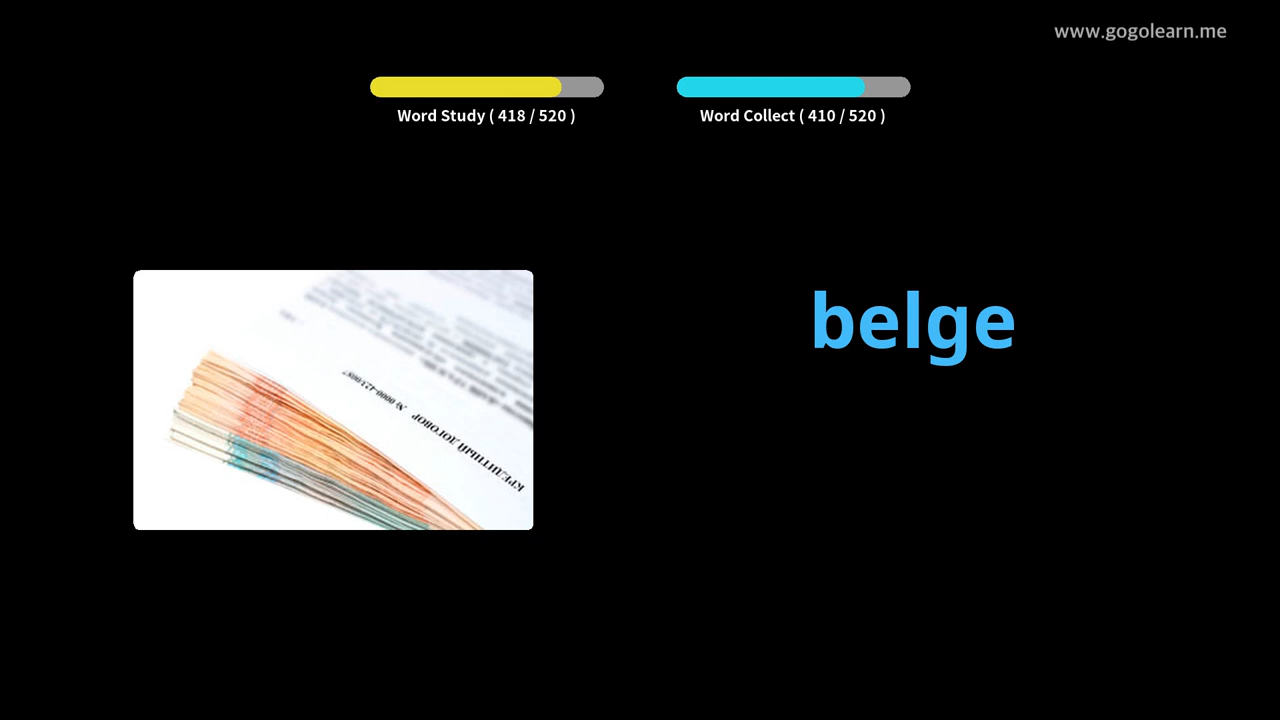 www.gogolearn.me
Word Study ( 418 / 520 )
Word Collect ( 410 / 520 )
belge
КРЕДИТНЫЙ ДОГОВОР